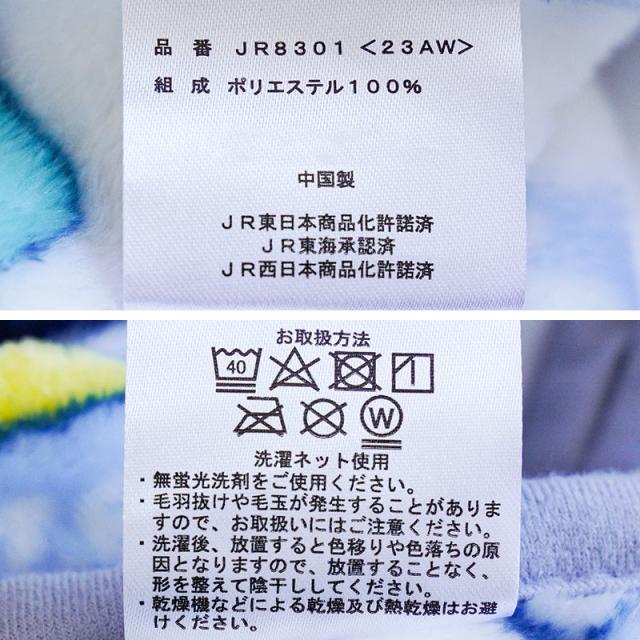 品 番 JR8301<23AW>
組 成 ポリエステル100%
中国製
JR東日本商品化許諾済
JR東海承認済
JR西日本商品化許諾済
お取扱方法
40
W
洗濯ネット使用
・無蛍光洗剤をご使用ください。
・毛羽抜けや毛玉が発生することがありま
すので、お取扱いにはご注意ください。
・洗濯後、放置すると色移りや色落ちの原
因となりますので、放置することなく、
形を整えて陰干ししてください。
・乾燥機などによる乾燥及び熱乾燥はお避
けください。